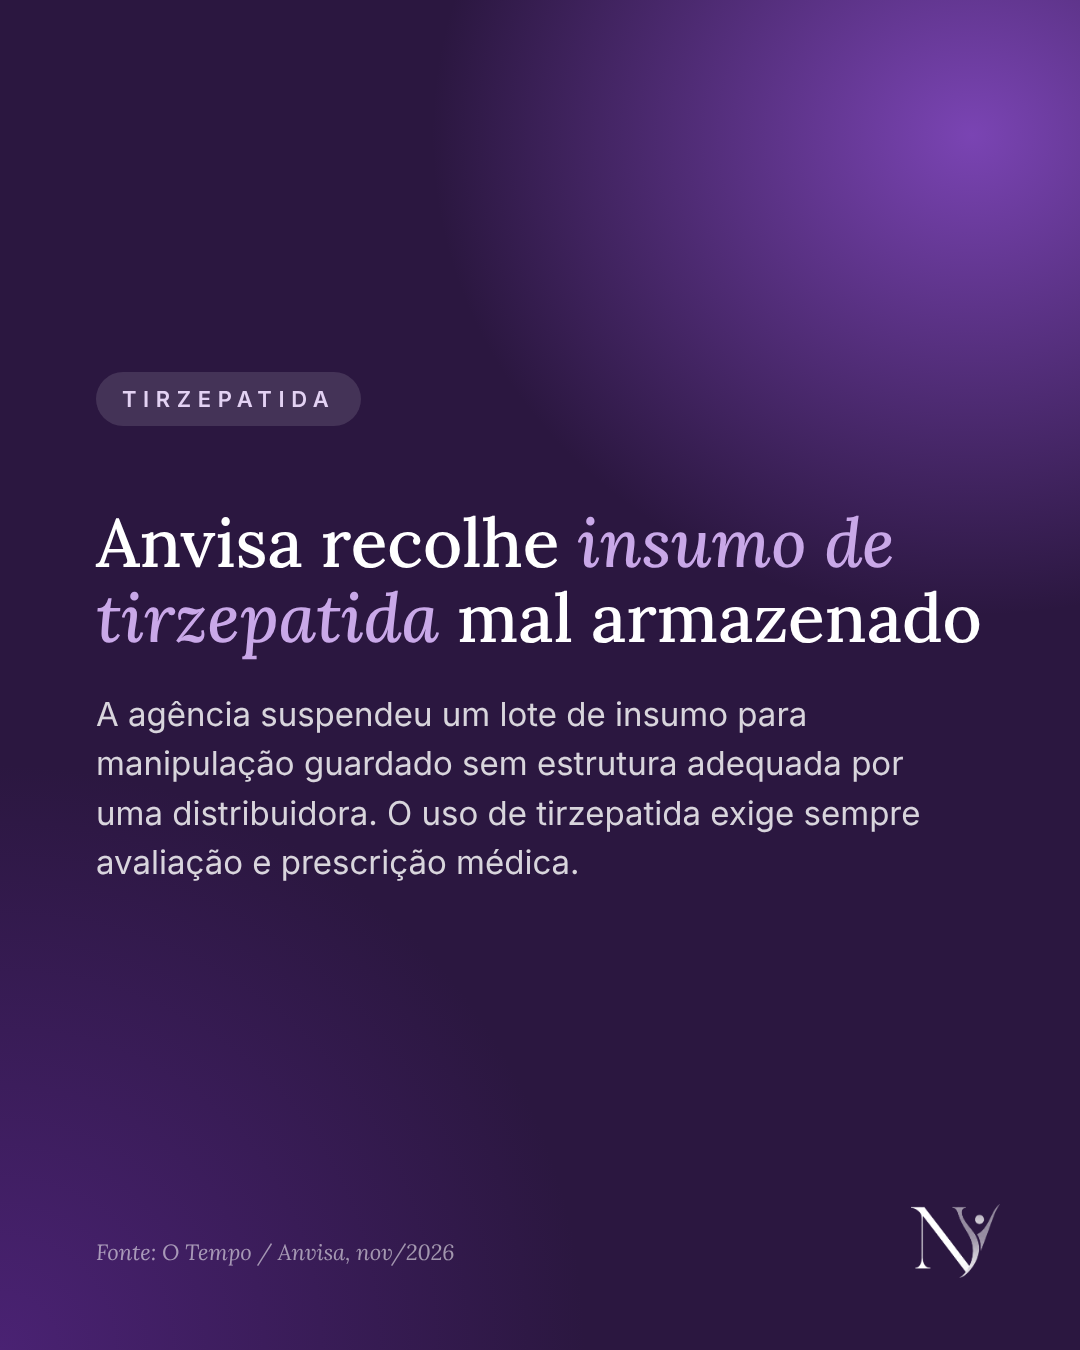 TIRZEPATIDA
Anvisa recolhe insumo de
tirzepatida mal armazenado
A agência suspendeu um lote de insumo para
manipulação guardado sem estrutura adequada por
uma distribuidora. O uso de tirzepatida exige sempre
avaliação e prescrição médica.
Fonte: O Tempo / Anvisa, nov/2026
NY